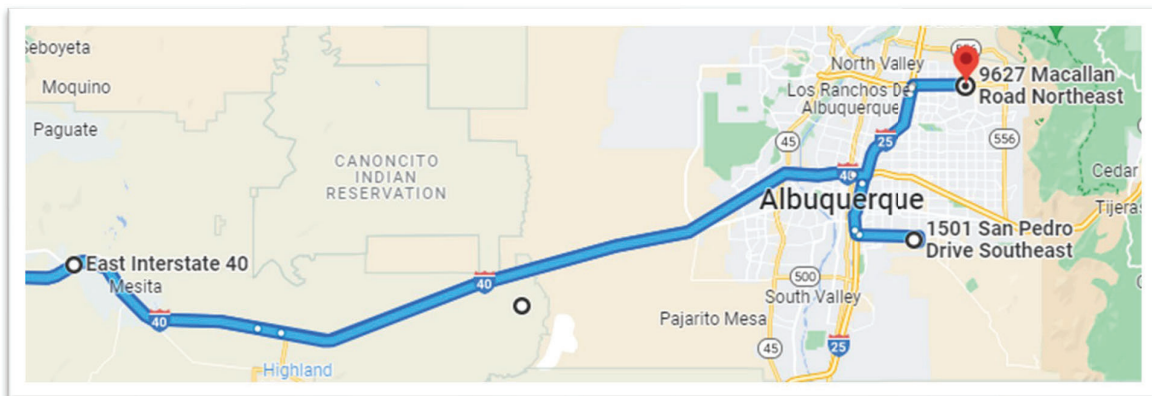 Seboyeta
Moquino
Paguate
CANONCITO
INDIAN
RESERVATION
North Valley
Los Ranchos De
Albuquerque
9627 Macallan
Road Northeast
45
25
556
Cedar
Tijeras
40
Albuquerque
1501 San Pedro
Drive Southeast
East Interstate 40
Mesita
40
40
500
South Valley
Pajarito Mesa
45
25
Highland